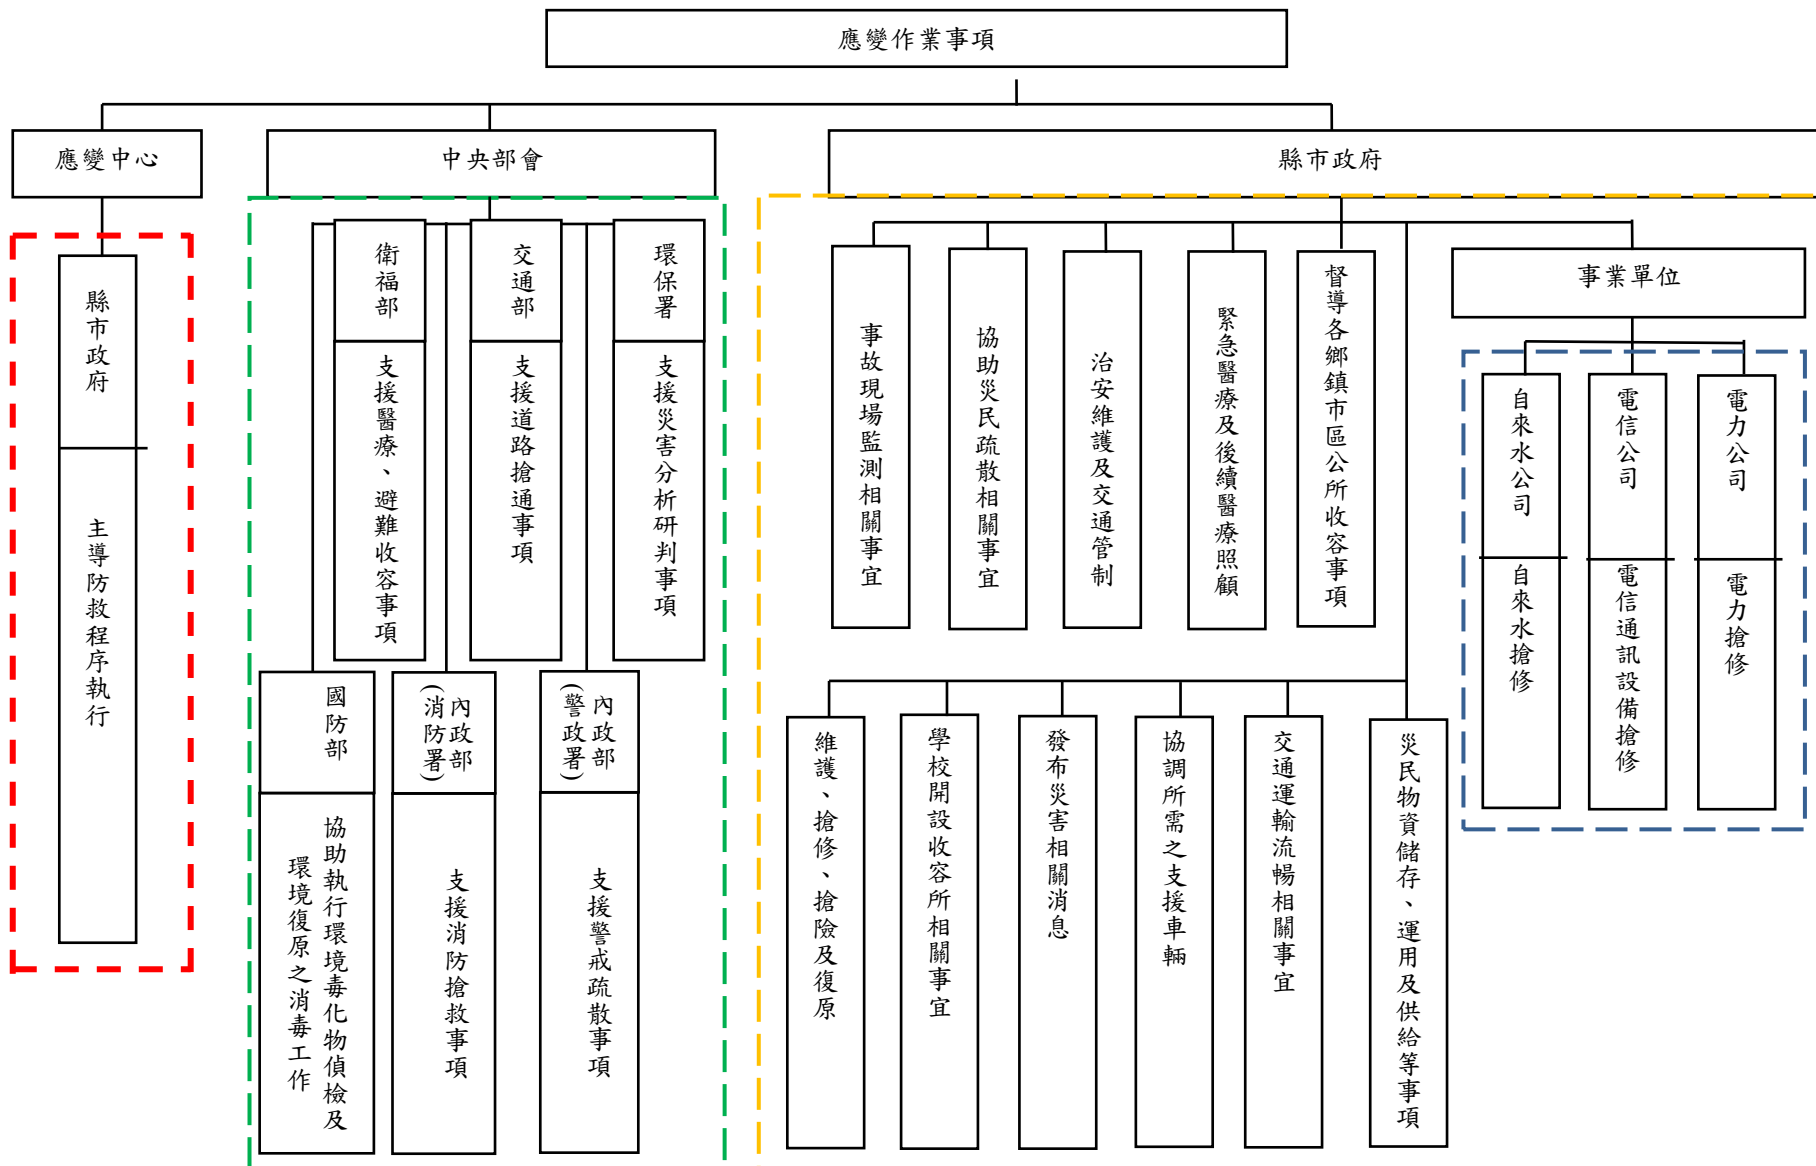 應變作業事項
應變中心
中央部會
縣市政府
縣市政府
主導防救程序執行
衛福部
支援醫療、避難收容事項
交通部
支援道路搶通事項
環保署
支援災害分析研判事項
國防部
協助執行環境毒化物偵檢及
環境復原之消毒工作
內政部
(消防署)
支援消防搶救事項
內政部
(警政署)
支援警戒疏散事項
事故現場監測相關事宜
協助災民疏散相關事宜
治安維護及交通管制
緊急醫療及後續醫療照顧
督導各鄉鎮市區公所收容事項
事業單位
自來水公司
自來水搶修
電信公司
電信通訊設備搶修
電力公司
電力搶修
維護、搶修、搶險及復原
學校開設收容所相關事宜
發布災害相關消息
協調所需之支援車輛
交通運輸流暢相關事宜
災民物資儲存、運用及供給等事項